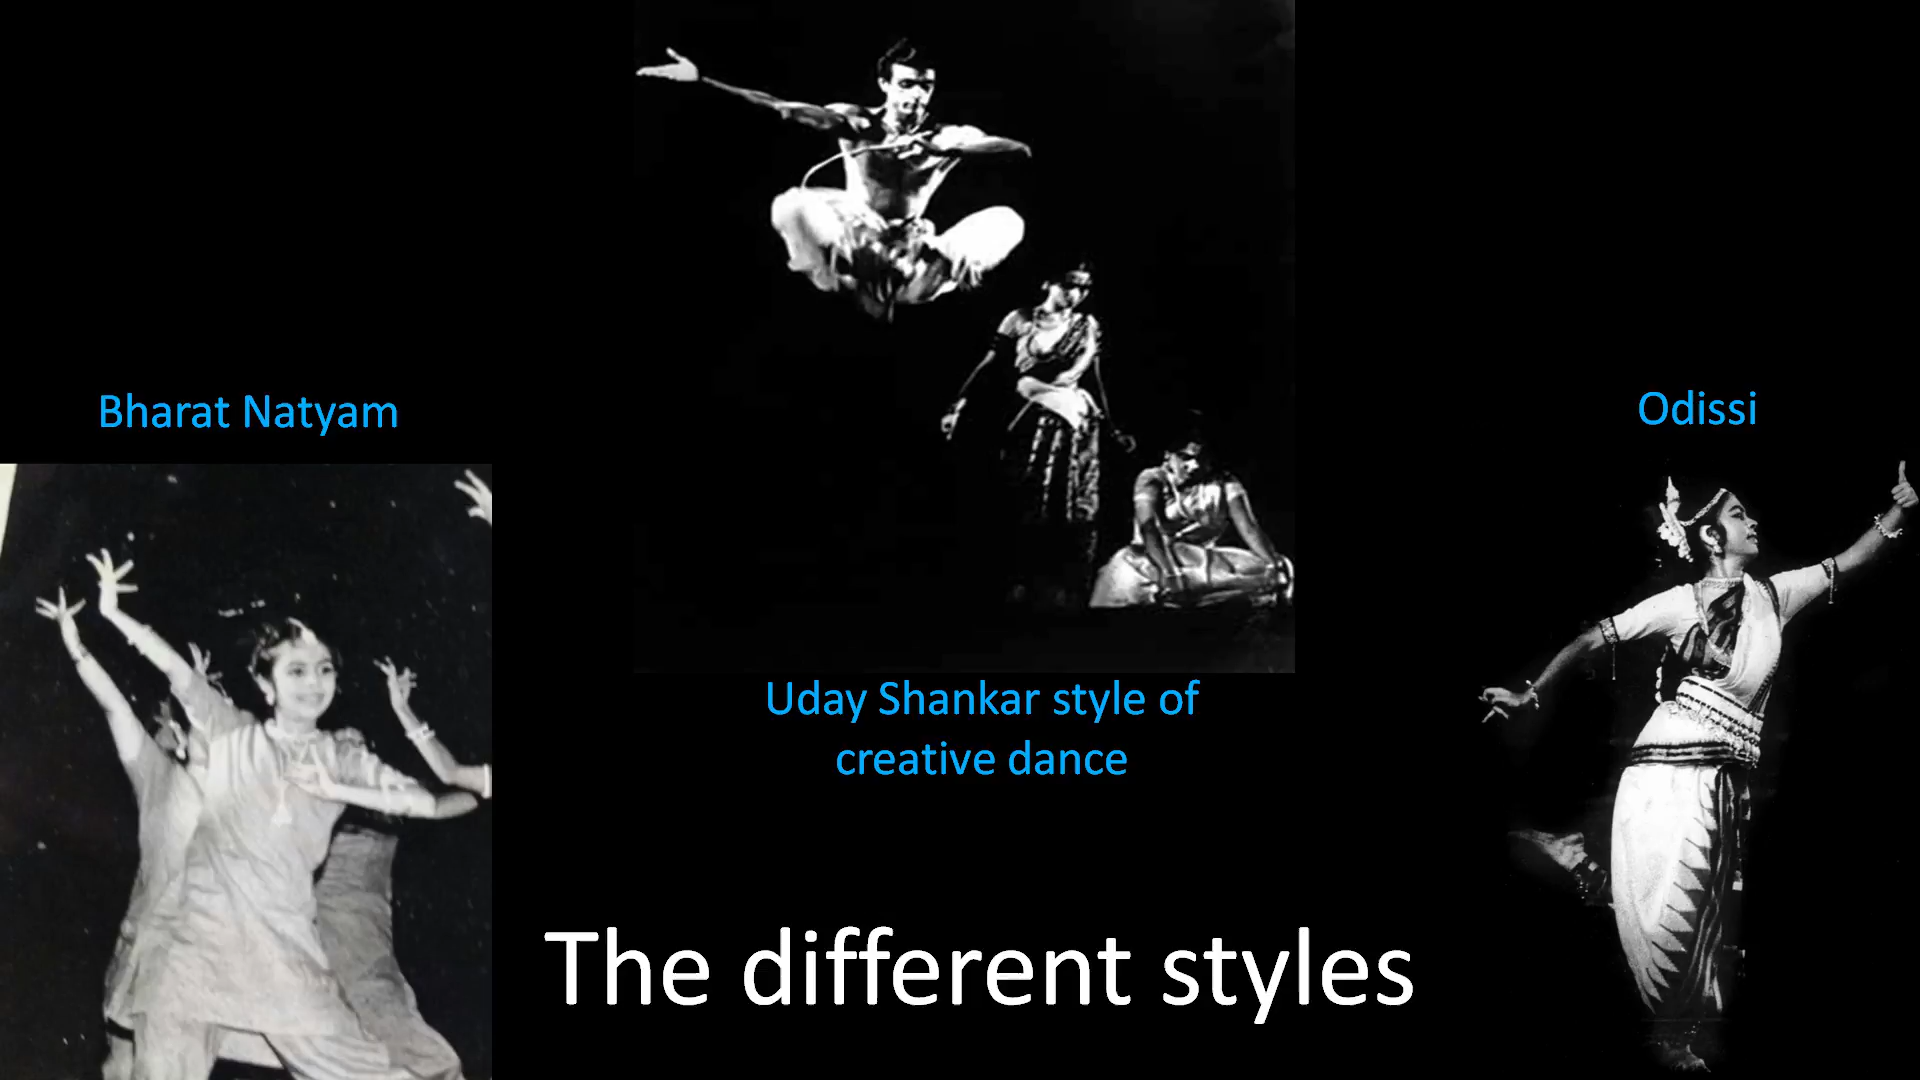 Bharat Natyam
Odissi
Uday Shankar style of
creative dance
The different styles